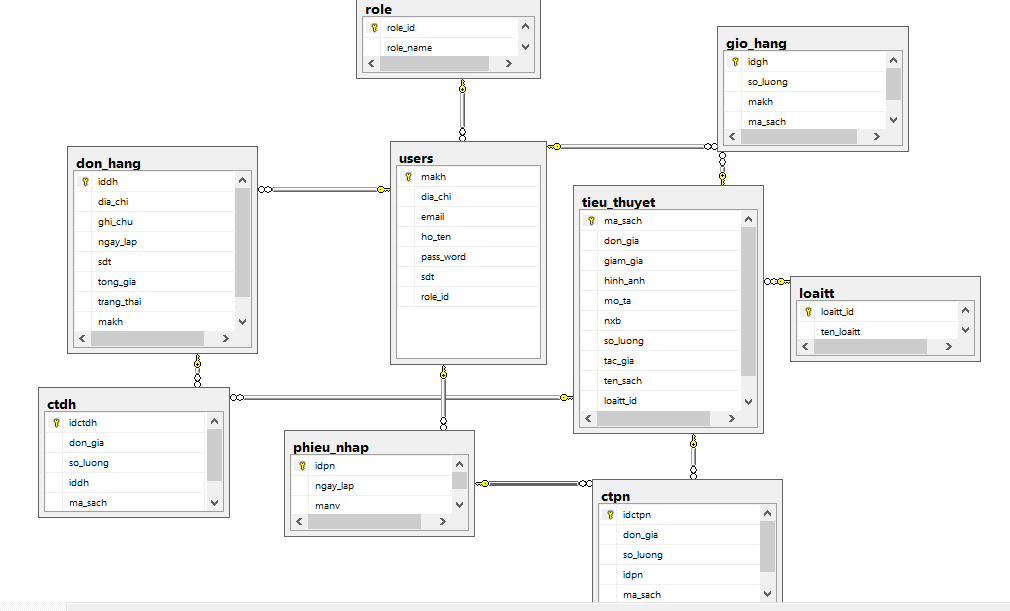 role
role_id
role_name
gio_hang
idgh
so_luong
makh
ma_sach
don_hang
iddh
dia_chi
ghi_chu
ngay_lap
sdt
tong_gia
trang_thai
makh
users
makh
dia_chi
email
ho_ten
pass_word
sdt
role_id
tieu_thuyet
ma_sach
don_gia
giam_gia
hinh_anh
mo_ta
nxb
so_luong
tac_gia
ten_sach
loaitt_id
loaitt
loaitt_id
ten_loaitt
ctdh
idctdh
don_gia
so_luong
iddh
ma_sach
phieu_nhap
idpn
ngay_lap
manv
ctpn
idctpn
don_gia
so_luong
idpn
ma_sach